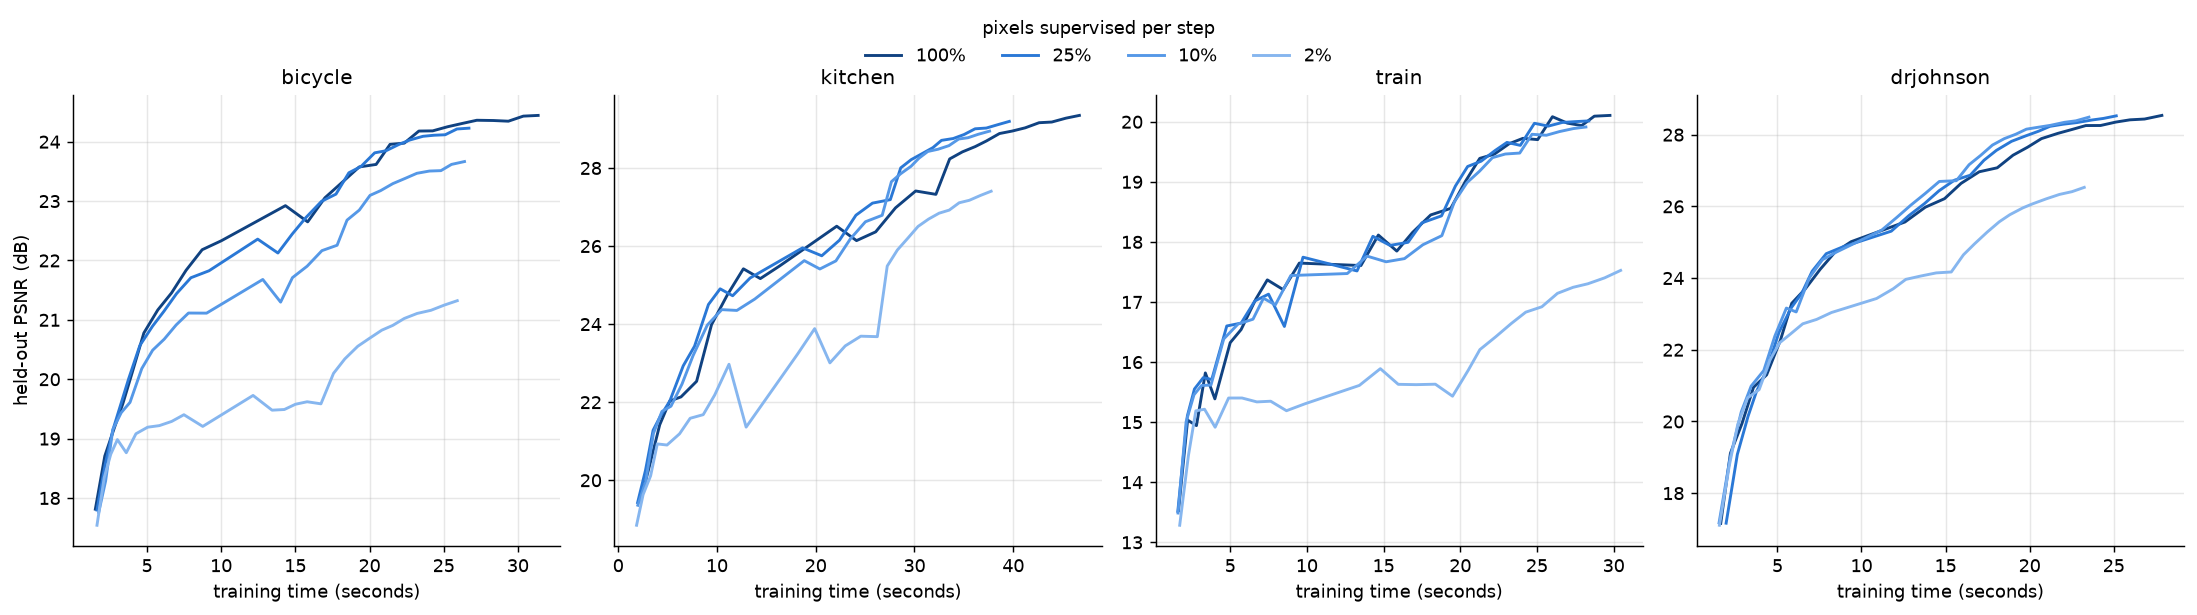 pixels supervised per step
100% 25% 10% 2%
bicycle
kitchen
train
drjohnson
held-out PSNR (dB)
24
23
22
21
20
19
18
5 10 15 20 25 30
training time (seconds)
28
26
24
22
20
0 10 20 30 40
training time (seconds)
20
19
18
17
16
15
14
13
5 10 15 20 25 30
training time (seconds)
28
26
24
22
20
18
5 10 15 20 25
training time (seconds)